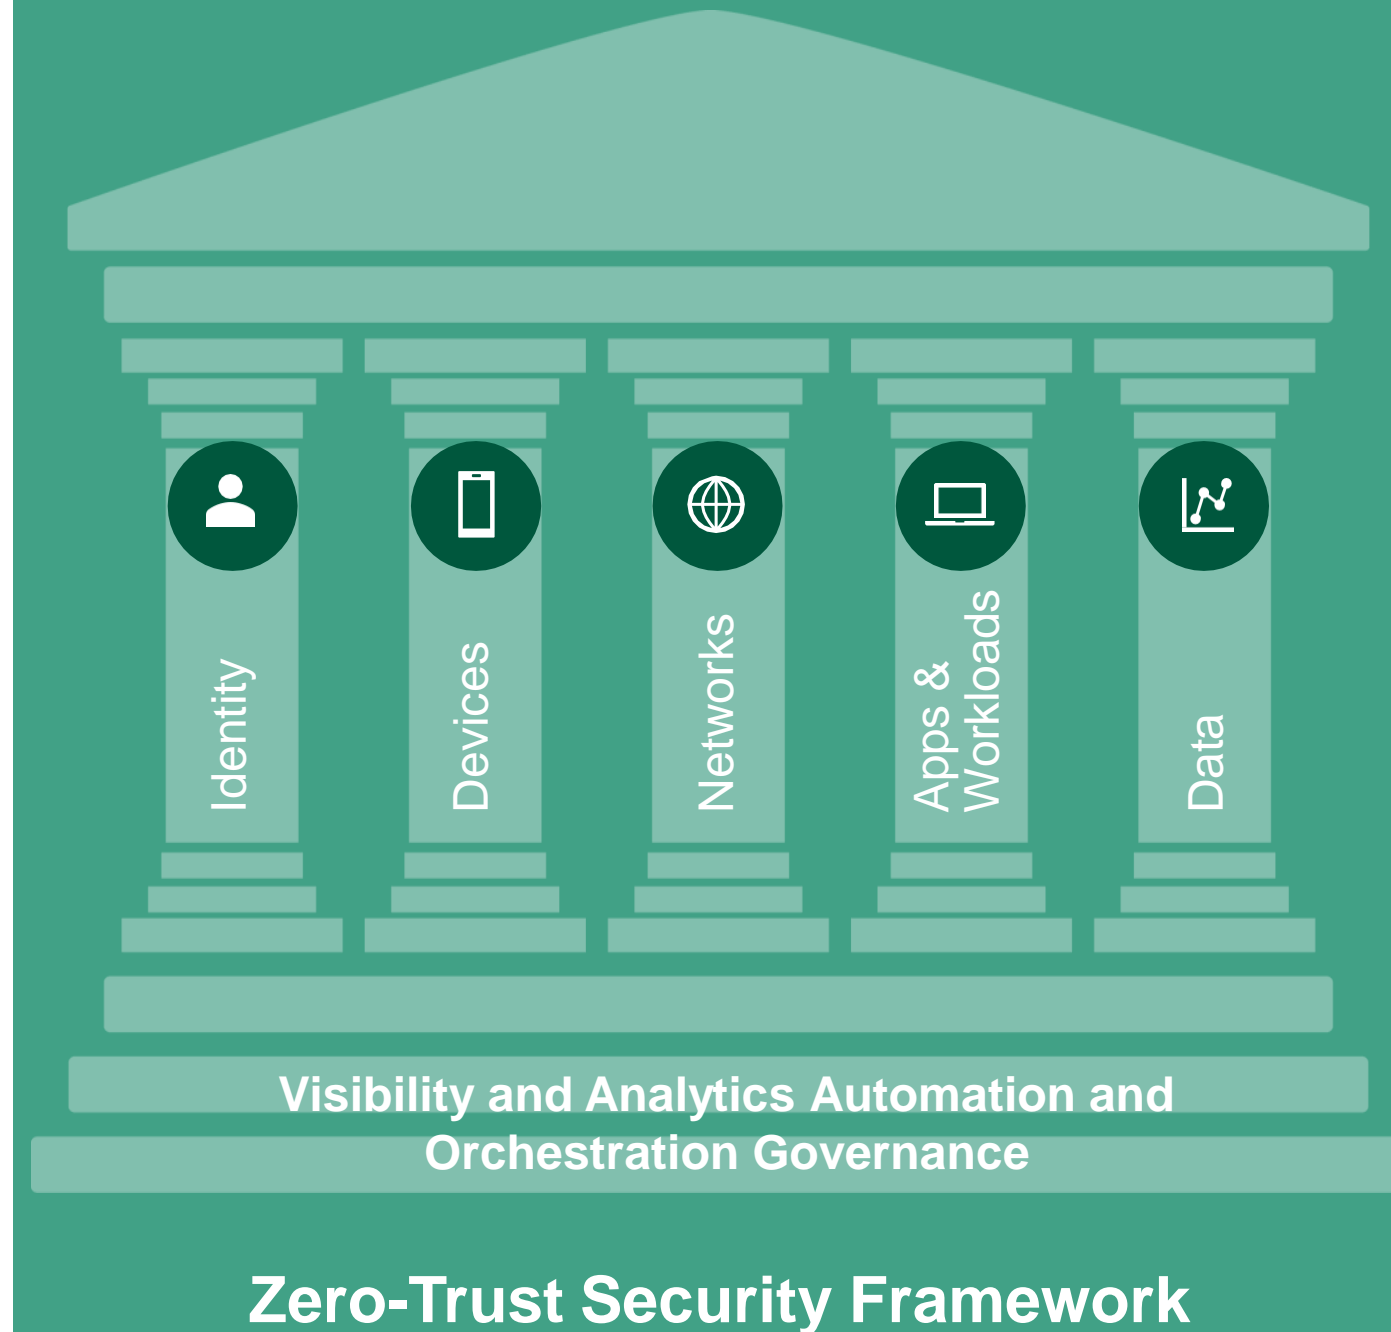 Identity
Devices
Networks
Apps &
Workloads
Data
Visibility and Analytics Automation and
Orchestration Governance
Zero-Trust Security Framework